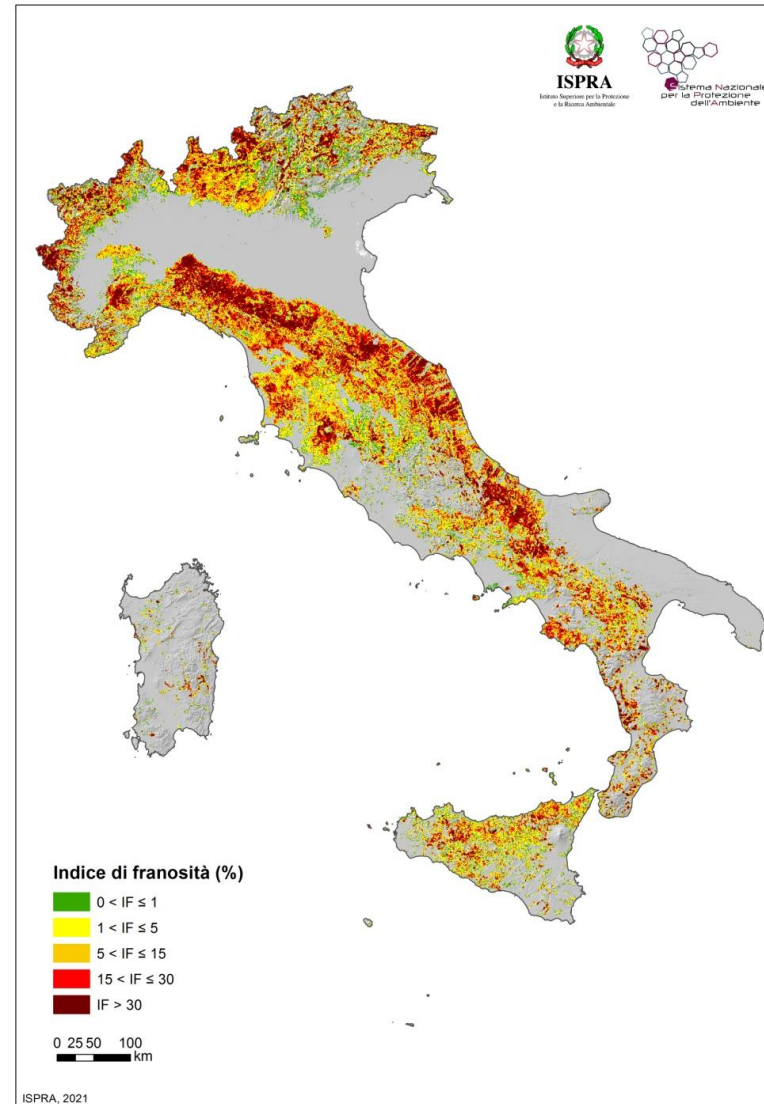 ISPRA
Istituto Superiore per la Protezione
e la Ricerca Ambientale
Sistema Nazionale
per la Protezione
dell'Ambiente
Indice di franosità (%)
0 < IF ≤ 1
1 < IF ≤ 5
5 < IF ≤ 15
15 < IF ≤ 30
IF > 30
0 25 50 100
km
ISPRA, 2021